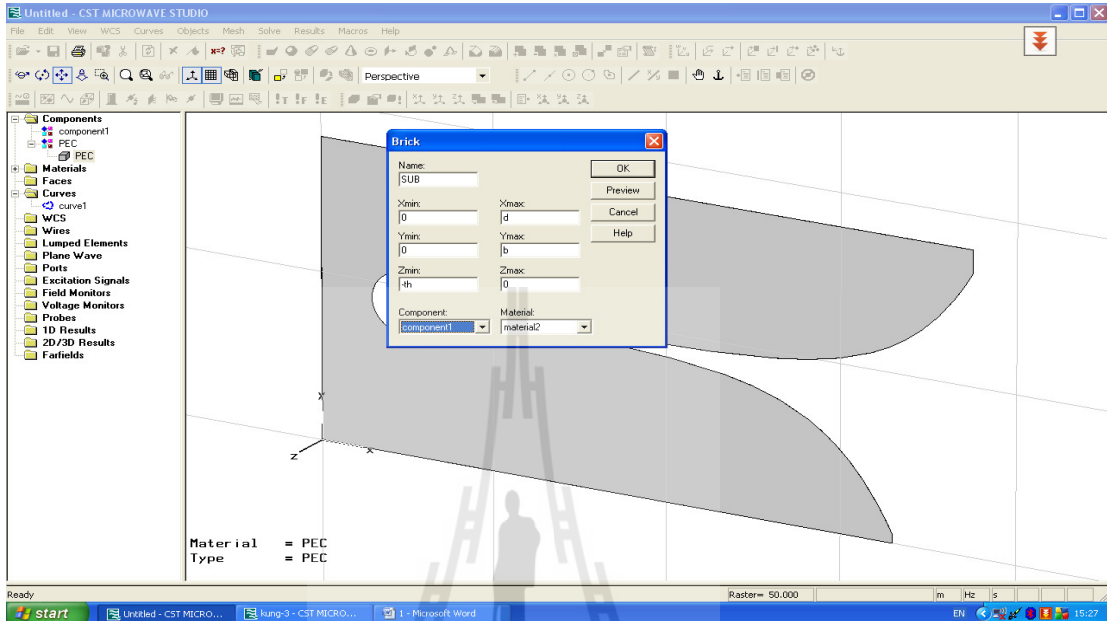 Untitled - CST MICROWAVE STUDIO
File Edit View WCS Curves Objects Mesh Solve Results Macros Help
Perspective
Components
component1
PEC
PEC
Materials
Faces
Curves
curve1
WCS
Wires
Lumped Elements
Plane Wave
Ports
Excitation Signals
Field Monitors
Voltage Monitors
Probes
1D Results
2D/3D Results
Farfields
Brick
Name:
SUB
OK
Preview
Cancel
Help
Xmin: Xmax:
0 d
Ymin: Ymax:
0 b
Zmin: Zmax:
-th 0
Component: Material:
component1 material2
y
x
z
Material = PEC
Type = PEC
Ready Raster= 50.000 m Hz s
start Untitled - CST MICRO... kung-3 - CST MICRO... 1 - Microsoft Word EN 15:27